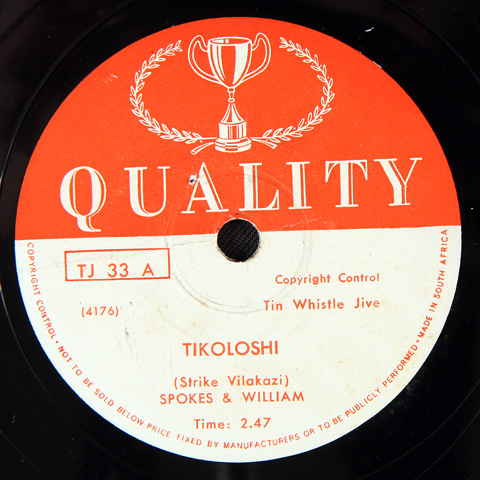 QUALITY
TJ 33 A
Copyright Control
(4176)
Tin Whistle Jive
TIKOLOSHI
(Strike Vilakazi)
SPOKES & WILLIAM
Time: 2.47
COPYRIGHT CONTROL • NOT TO BE SOLD BELOW PRICE FIXED BY MANUFACTURERS OR TO BE PUBLICLY PERFORMED • MADE IN SOUTH AFRICA